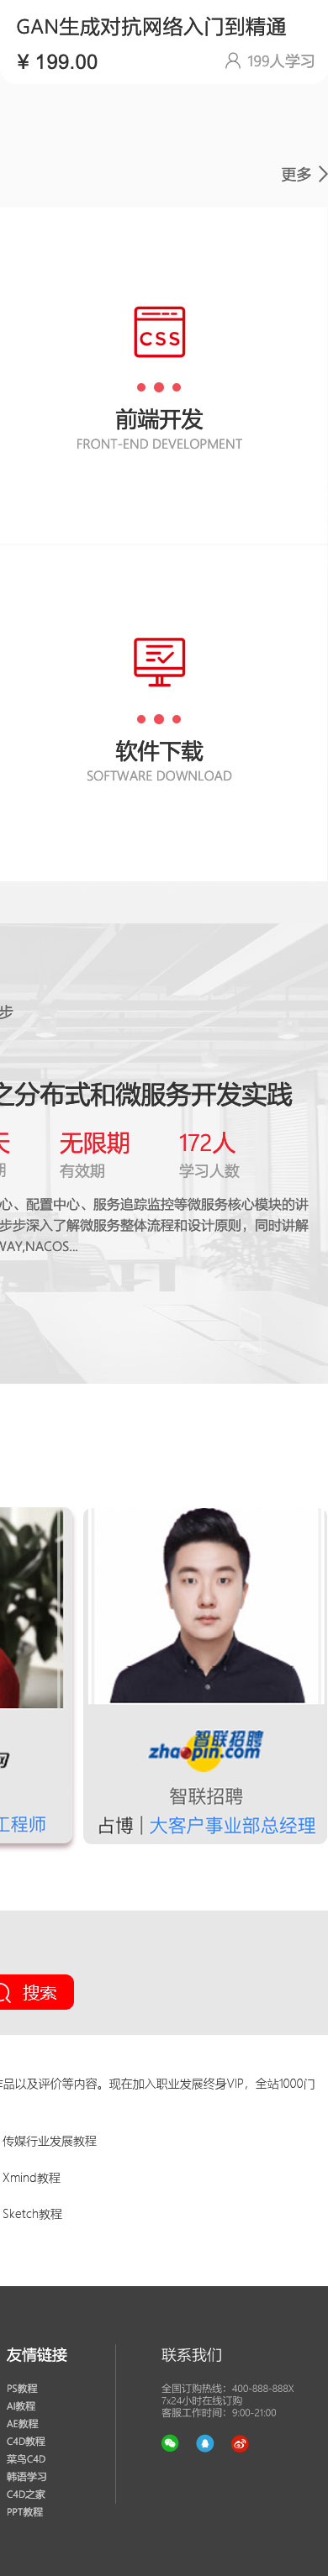 GAN生成对抗网络入门到精通
¥ 199.00
199人学习
更多
CSS
前端开发
FRONT-END DEVELOPMENT
软件下载
SOFTWARE DOWNLOAD
步
之分布式和微服务开发实践
天
无限期
172人
期
有效期
学习人数
心、配置中心、服务追踪监控等微服务核心模块的讲
步步深入了解微服务整体流程和设计原则，同时讲解
WAY,NACOS...
智联招聘
zhaopin.com
智联招聘
工程师
占博 | 大客户事业部总经理
搜索
作品以及评价等内容。现在加入职业发展终身VIP，全站1000门
传媒行业发展教程
Xmind教程
Sketch教程
友情链接
PS教程
AI教程
AE教程
C4D教程
菜鸟C4D
韩语学习
C4D之家
PPT教程
联系我们
全国订购热线：400-888-888X
7x24小时在线订购
客服工作时间：9:00-21:00